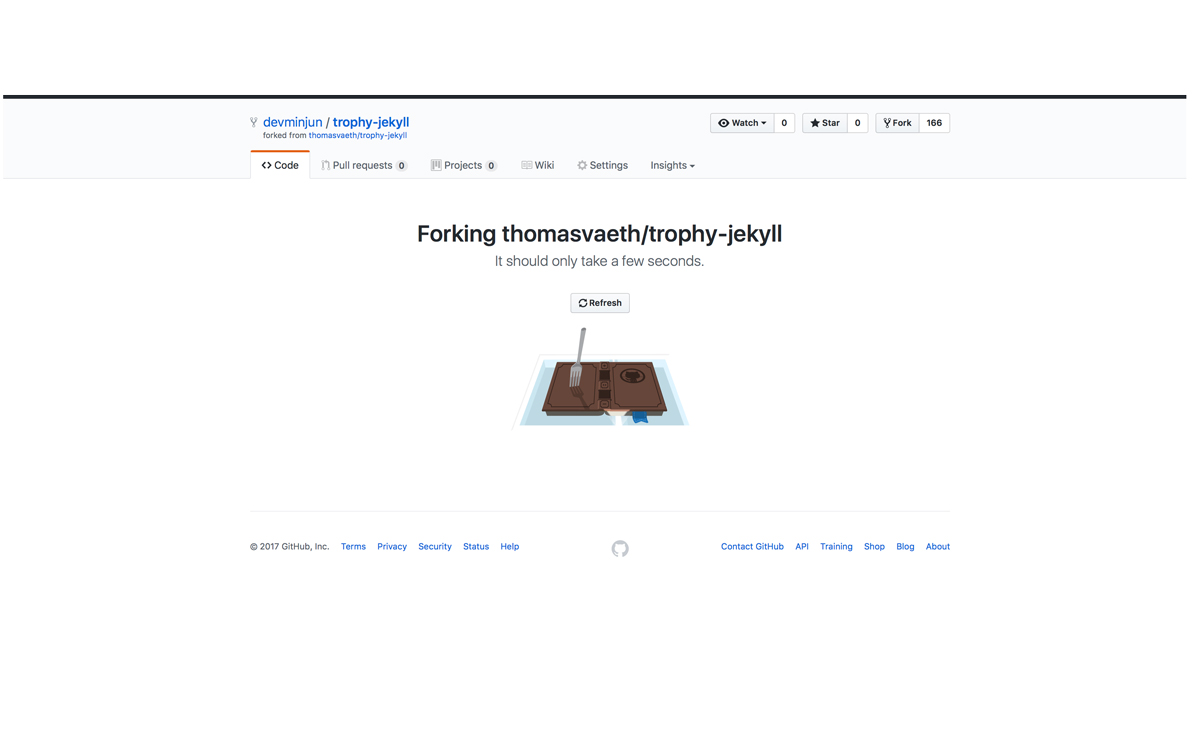 devminjun / trophy-jekyll
forked from thomasvaeth/trophy-jekyll
Watch 0 Star 0 Fork 166
Code Pull requests 0 Projects 0 Wiki Settings Insights
Forking thomasvaeth/trophy-jekyll
It should only take a few seconds.
Refresh
© 2017 GitHub, Inc. Terms Privacy Security Status Help Contact GitHub API Training Shop Blog About